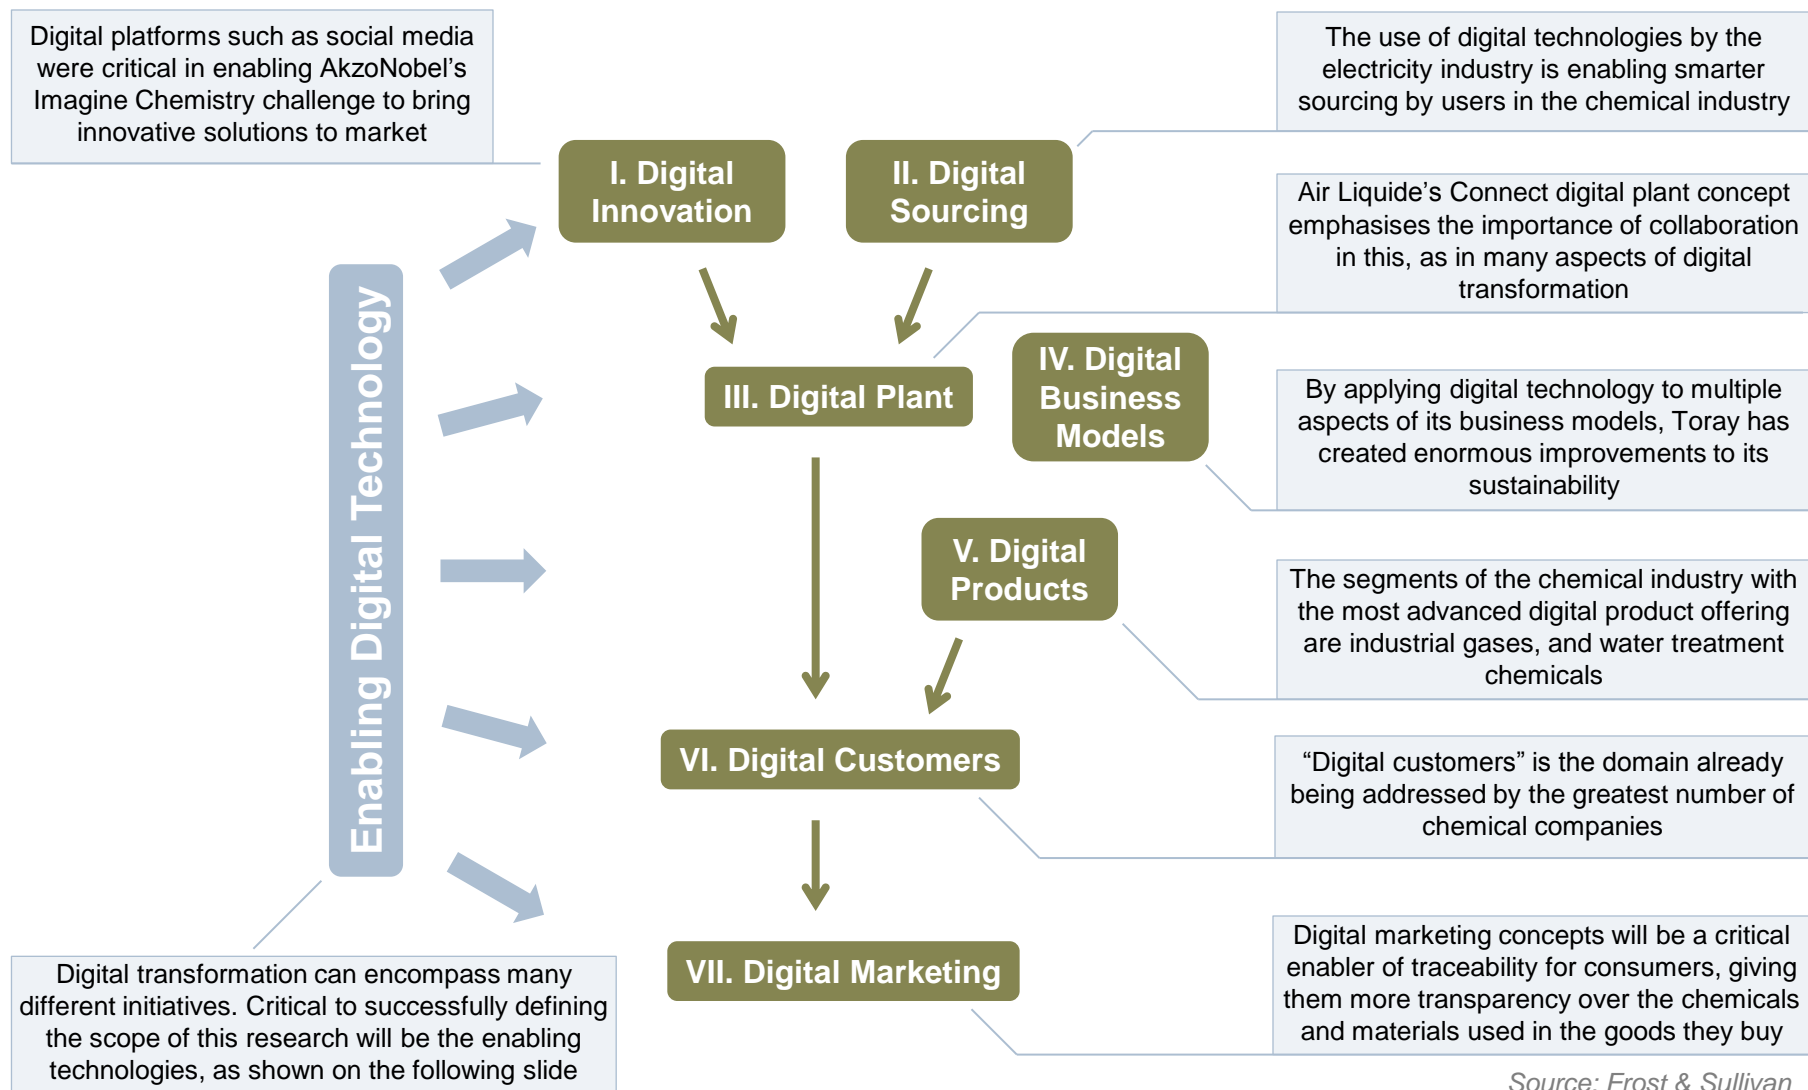 Digital platforms such as social media
were critical in enabling AkzoNobel’s
Imagine Chemistry challenge to bring
innovative solutions to market
The use of digital technologies by the
electricity industry is enabling smarter
sourcing by users in the chemical industry
I. Digital
Innovation
II. Digital
Sourcing
Air Liquide’s Connect digital plant concept
emphasises the importance of collaboration
in this, as in many aspects of digital
transformation
Enabling Digital Technology
III. Digital Plant
IV. Digital
Business
Models
By applying digital technology to multiple
aspects of its business models, Toray has
created enormous improvements to its
sustainability
V. Digital
Products
The segments of the chemical industry with
the most advanced digital product offering
are industrial gases, and water treatment
chemicals
VI. Digital Customers
“Digital customers” is the domain already
being addressed by the greatest number of
chemical companies
VII. Digital Marketing
Digital marketing concepts will be a critical
enabler of traceability for consumers, giving
them more transparency over the chemicals
and materials used in the goods they buy
Digital transformation can encompass many
different initiatives. Critical to successfully defining
the scope of this research will be the enabling
technologies, as shown on the following slide
Source: Frost & Sullivan